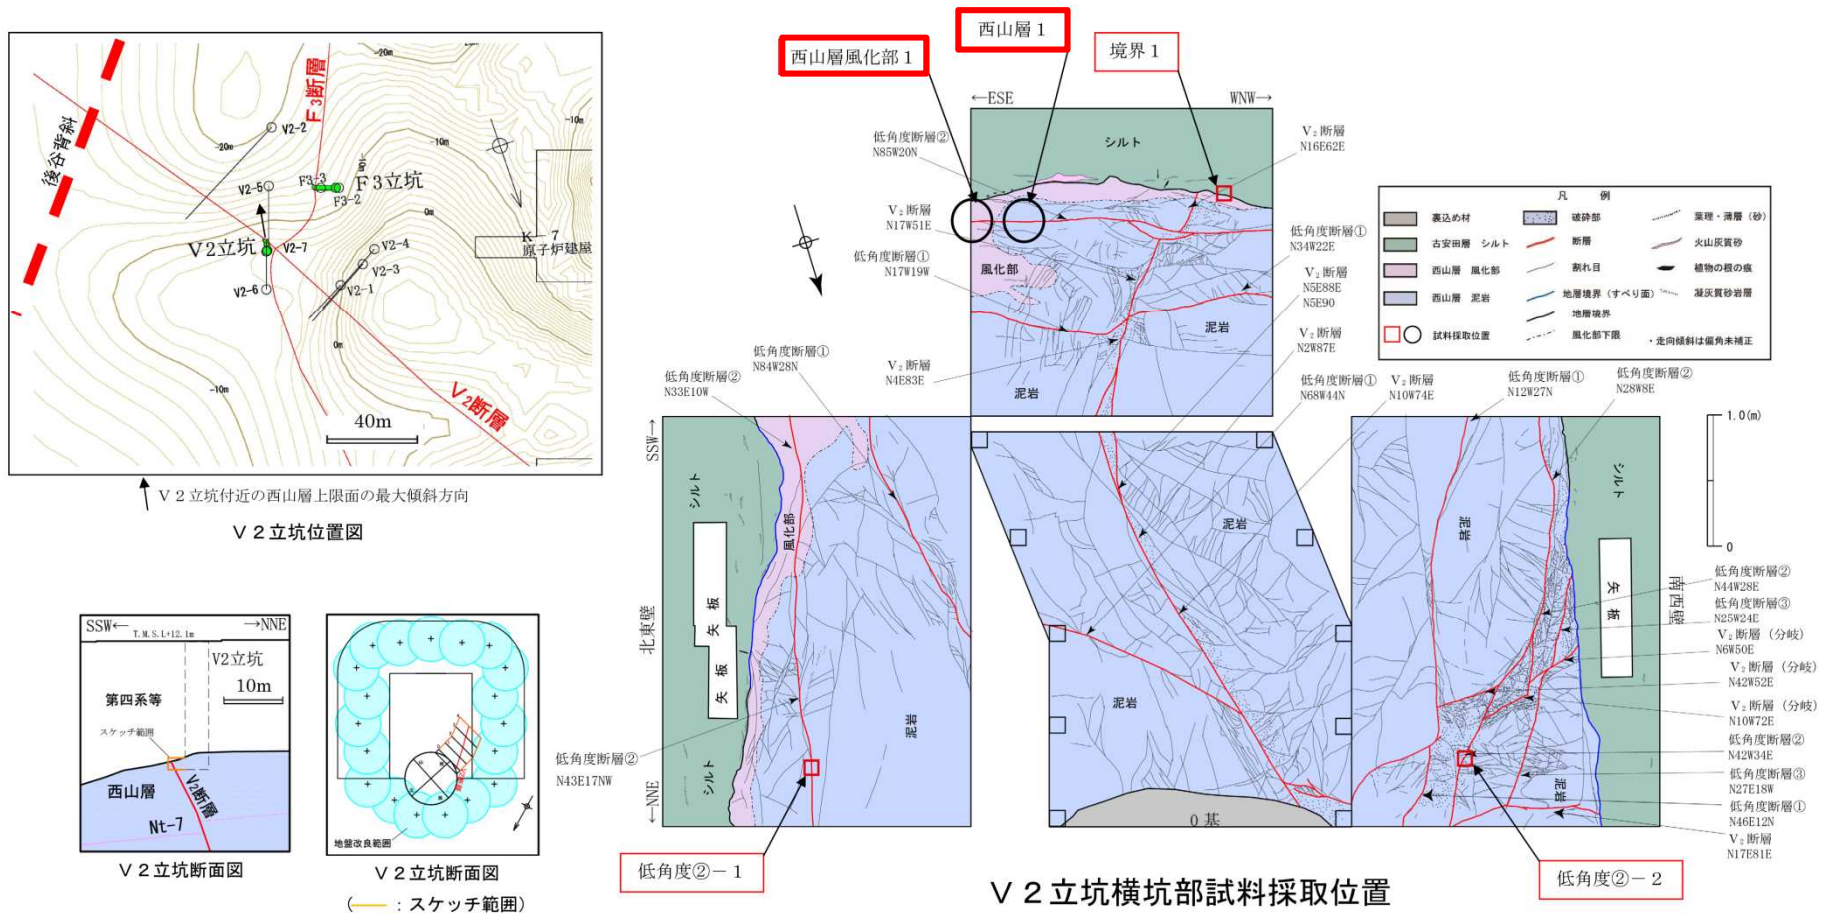 後谷背斜
F₃断層
-20m
-20m
-10m
-10m
-10m
0m
0m
-10m
V2-2
V2-5
F3-3
F3-2
F3立坑
V2立坑
V2-7
V2-4
V2-3
V2-1
V2-6
K-7
原子炉建屋
V₂断層
40m
V2立坑付近の西山層上限面の最大傾斜方向
V2立坑位置図
SSW←
→NNE
T.M.S.L+12.1m
V2立坑
10m
第四系等
スケッチ範囲
西山層
V2断層
Nt-7
V2立坑断面図
地盤改良範囲
V2立坑断面図
(― : スケッチ範囲)
西山層風化部1
西山層1
境界1
←ESE
WNW→
シルト
低角度断層②
N85W20N
V₂断層
N16E62E
V₂断層
N17W51E
低角度断層①
N17W19W
風化部
低角度断層①
N34W22E
V₂断層
N5E88E
N5E90
V₂断層
N2W87E
泥岩
泥岩
V₂断層
N4E83E
低角度断層①
N84W28N
低角度断層②
N33E10W
低角度断層①
N68W44N
V₂断層
N10W74E
低角度断層①
N12W27N
低角度断層②
N28W8E
凡 例
裏込め材
古安田層 シルト
西山層 風化部
西山層 泥岩
試料採取位置
破砕部
断層
割れ目
地層境界(すべり面)
地層境界
風化部下限
葉理・薄層(砂)
火山灰質砂
植物の根の痕
凝灰質砂岩層
・走向傾斜は偏角未補正
1.0(m)
0
SSW→
北東壁
←NNE
シルト
風化部
矢板
矢板
シルト
泥岩
低角度断層②
N43E17NW
低角度②-1
泥岩
泥岩
0基
泥岩
泥岩
シルト
矢板
南西壁
低角度断層②
N44W28E
低角度断層③
N25W24E
V₂断層(分岐)
N6W50E
V₂断層(分岐)
N42W52E
V₂断層(分岐)
N10W72E
低角度断層②
N42W34E
低角度断層③
N27E18W
低角度断層①
N46E12N
V₂断層
N17E81E
低角度②-2
V2立坑横坑部試料採取位置